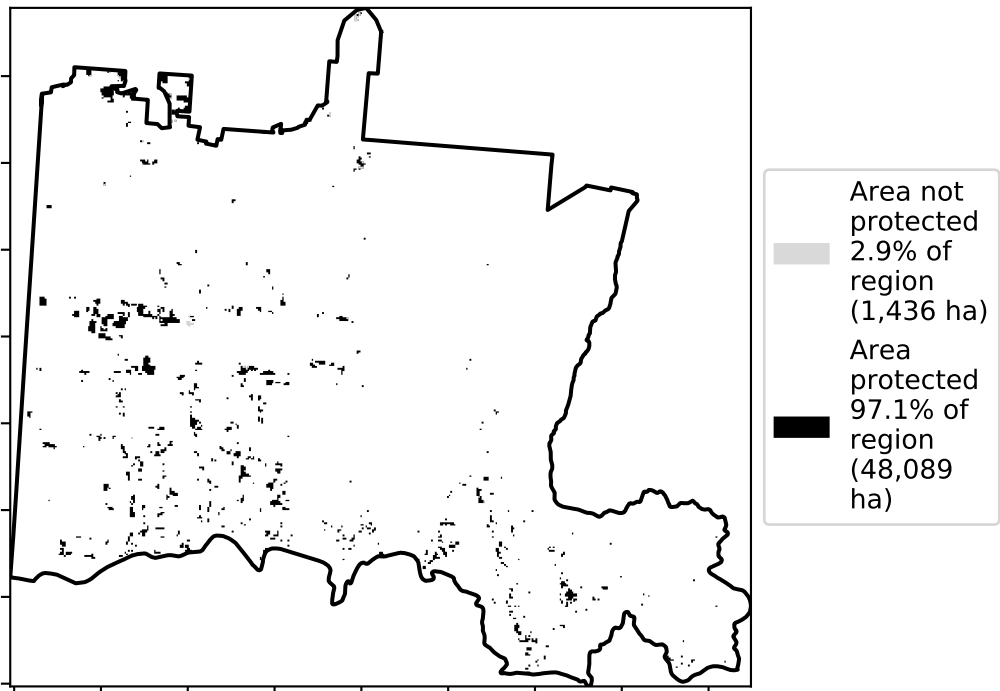 Area not
protected
2.9% of
region
(1,436 ha)
Area
protected
97.1% of
region
(48,089
ha)